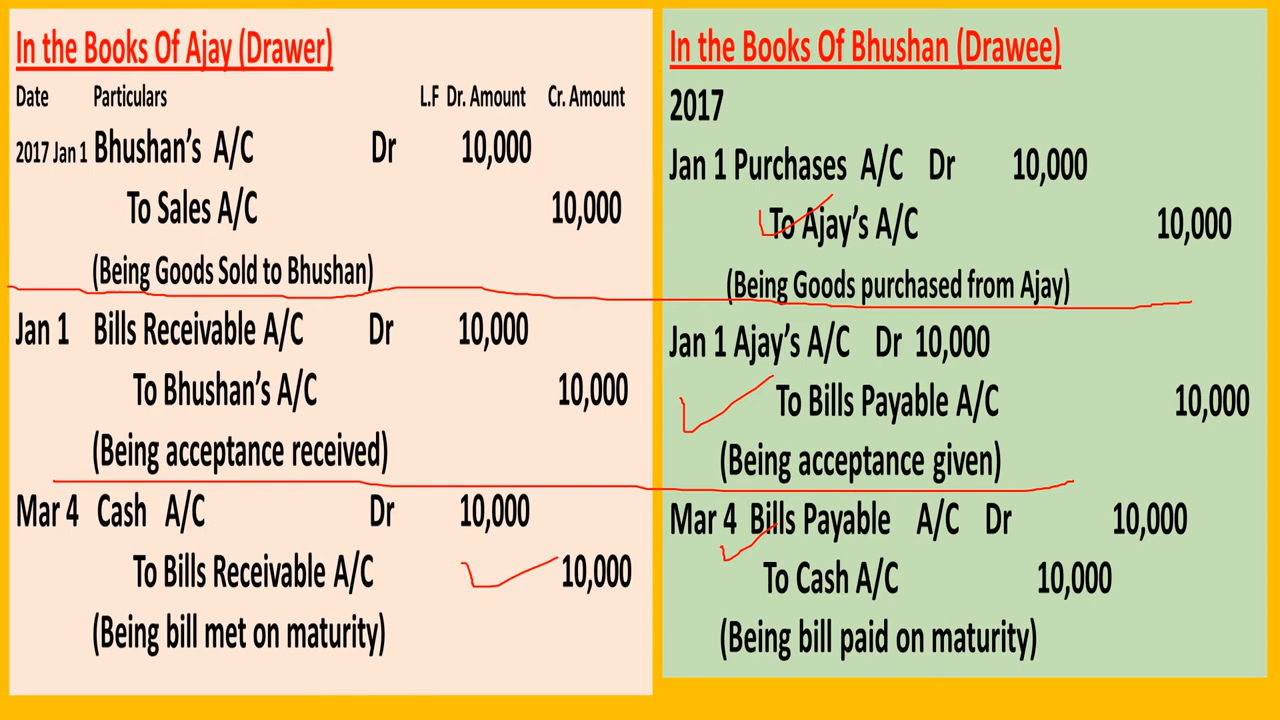 In the Books Of Ajay (Drawer)
Date Particulars L.F Dr. Amount Cr. Amount
2017 Jan 1 Bhushan's A/C Dr 10,000
To Sales A/C 10,000
(Being Goods Sold to Bhushan)
Jan 1 Bills Receivable A/C Dr 10,000
To Bhushan's A/C 10,000
(Being acceptance received)
Mar 4 Cash A/C Dr 10,000
To Bills Receivable A/C 10,000
(Being bill met on maturity)
In the Books Of Bhushan (Drawee)
2017
Jan 1 Purchases A/C Dr 10,000
To Ajay's A/C 10,000
(Being Goods purchased from Ajay)
Jan 1 Ajay's A/C Dr 10,000
To Bills Payable A/C 10,000
(Being acceptance given)
Mar 4 Bills Payable A/C Dr 10,000
To Cash A/C 10,000
(Being bill paid on maturity)